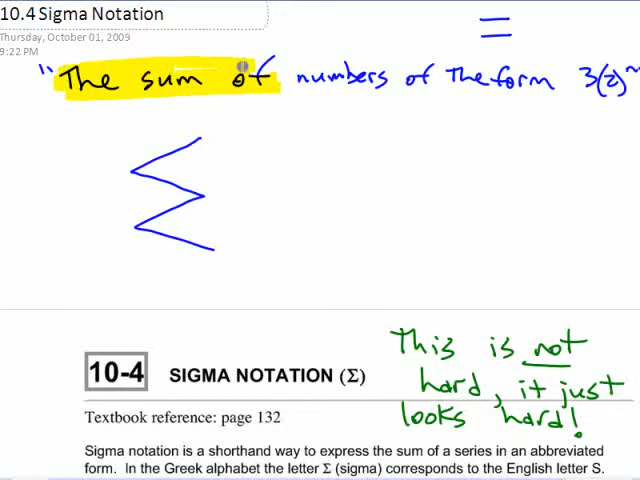 10.4 Sigma Notation
Thursday, October 01, 2009
9:22 PM
=
"The sum of numbers of the form 3(2)
Σ
This is not
hard, it just
looks hard!
10-4 SIGMA NOTATION (Σ)
Textbook reference: page 132
Sigma notation is a shorthand way to express the sum of a series in an abbreviated
form. In the Greek alphabet the letter Σ (sigma) corresponds to the English letter S.